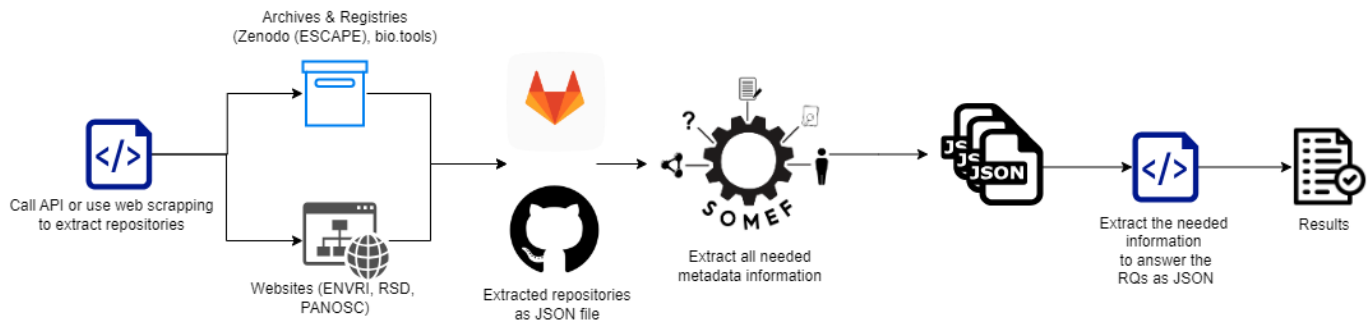 Archives & Registries
(Zenodo (ESCAPE), bio.tools)
</>
Call API or use web scrapping
to extract repositories
Websites (ENVRI, RSD,
PANOSC)
Extracted repositories
as JSON file
?
SOMEF
Extract all needed
metadata information
JS
JS
JSON
</>
Extract the needed
information
to answer the
RQs as JSON
Results